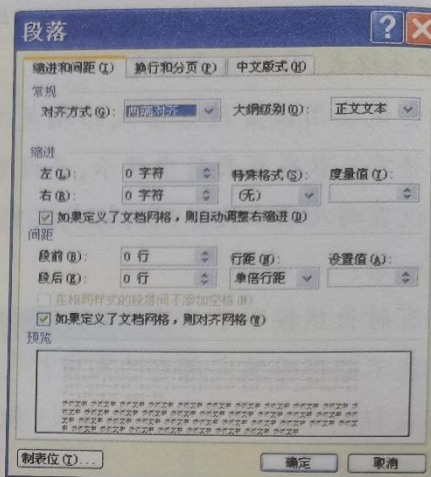 段落
缩进和间距(I) 换行和分页(P) 中文版式(H)
常规
对齐方式(G): 两端对齐 大纲级别(O): 正文文本
缩进
左(L): 0 字符 特殊格式(S): 度量值(Y):
右(R): 0 字符 (无)
如果定义了文档网格，则自动调整右缩进(D)
间距
段前(B): 0 行 行距(N): 设置值(A):
段后(E): 0 行 单倍行距
在相同样式的段落间不添加空格(M)
如果定义了文档网格，则对齐网格(W)
预览
制表位(T)... 确定 取消